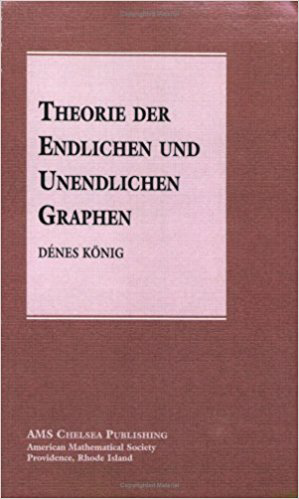 THEORIE DER
ENDLICHEN UND
UNENDLICHEN
GRAPHEN
DÉNES KÖNIG
AMS CHELSEA PUBLISHING
American Mathematical Society
Providence, Rhode Island